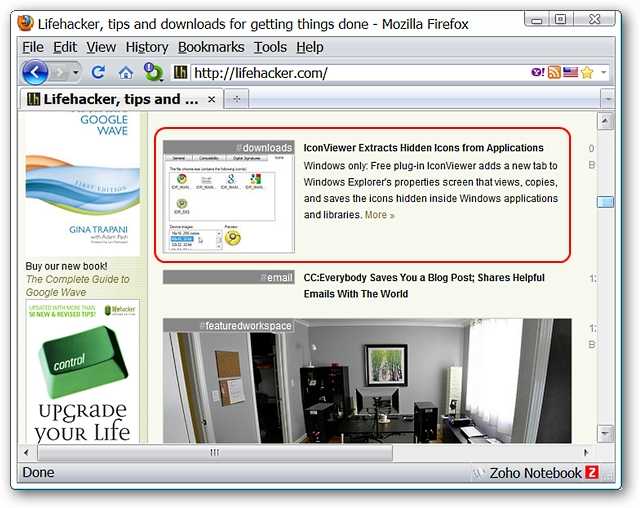 Lifehacker, tips and downloads for getting things done - Mozilla Firefox
File Edit View History Bookmarks Tools Help
http://lifehacker.com/
Y!
Lifehacker, tips and ...
GOOGLE
WAVE
FIRST EDITION
GINA TRAPANI
with Adam Pash
Buy our new book!
The Complete Guide to
Google Wave
UPDATED WITH MORE THAN
50 NEW & REVISED TIPS!
lifehacker
control
UPGRADE
YOUR LIFE
#downloads
General Compatibility Digital Signatures Icons
Device images:
Preview:
IconViewer Extracts Hidden Icons from Applications
Windows only: Free plug-in IconViewer adds a new tab to
Windows Explorer's properties screen that views, copies,
and saves the icons hidden inside Windows applications
and libraries. More »
#email
CC:Everybody Saves You a Blog Post; Shares Helpful
Emails With The World
#featuredworkspace
Done
Zoho Notebook